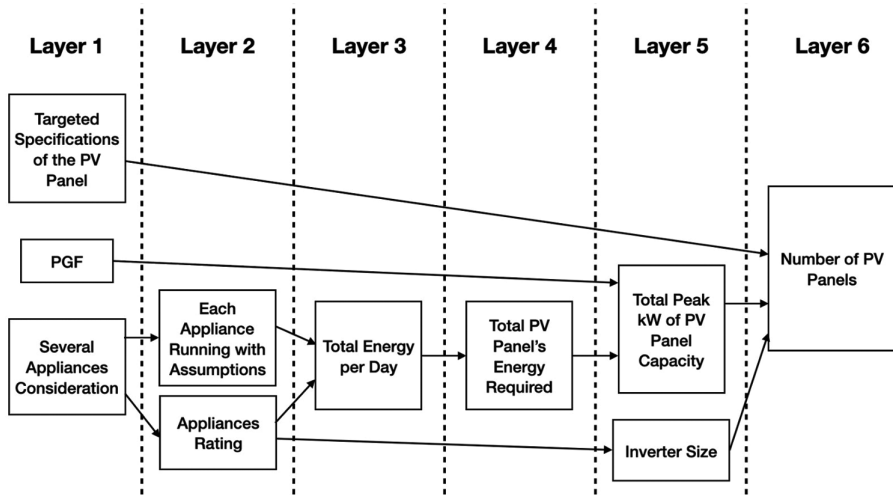 Layer 1
Layer 2
Layer 3
Layer 4
Layer 5
Layer 6
Targeted
Specifications
of the PV
Panel
PGF
Several
Appliances
Consideration
Each
Appliance
Running with
Assumptions
Appliances
Rating
Total Energy
per Day
Total PV
Panel's
Energy
Required
Total Peak
kW of PV
Panel
Capacity
Inverter Size
Number of PV
Panels